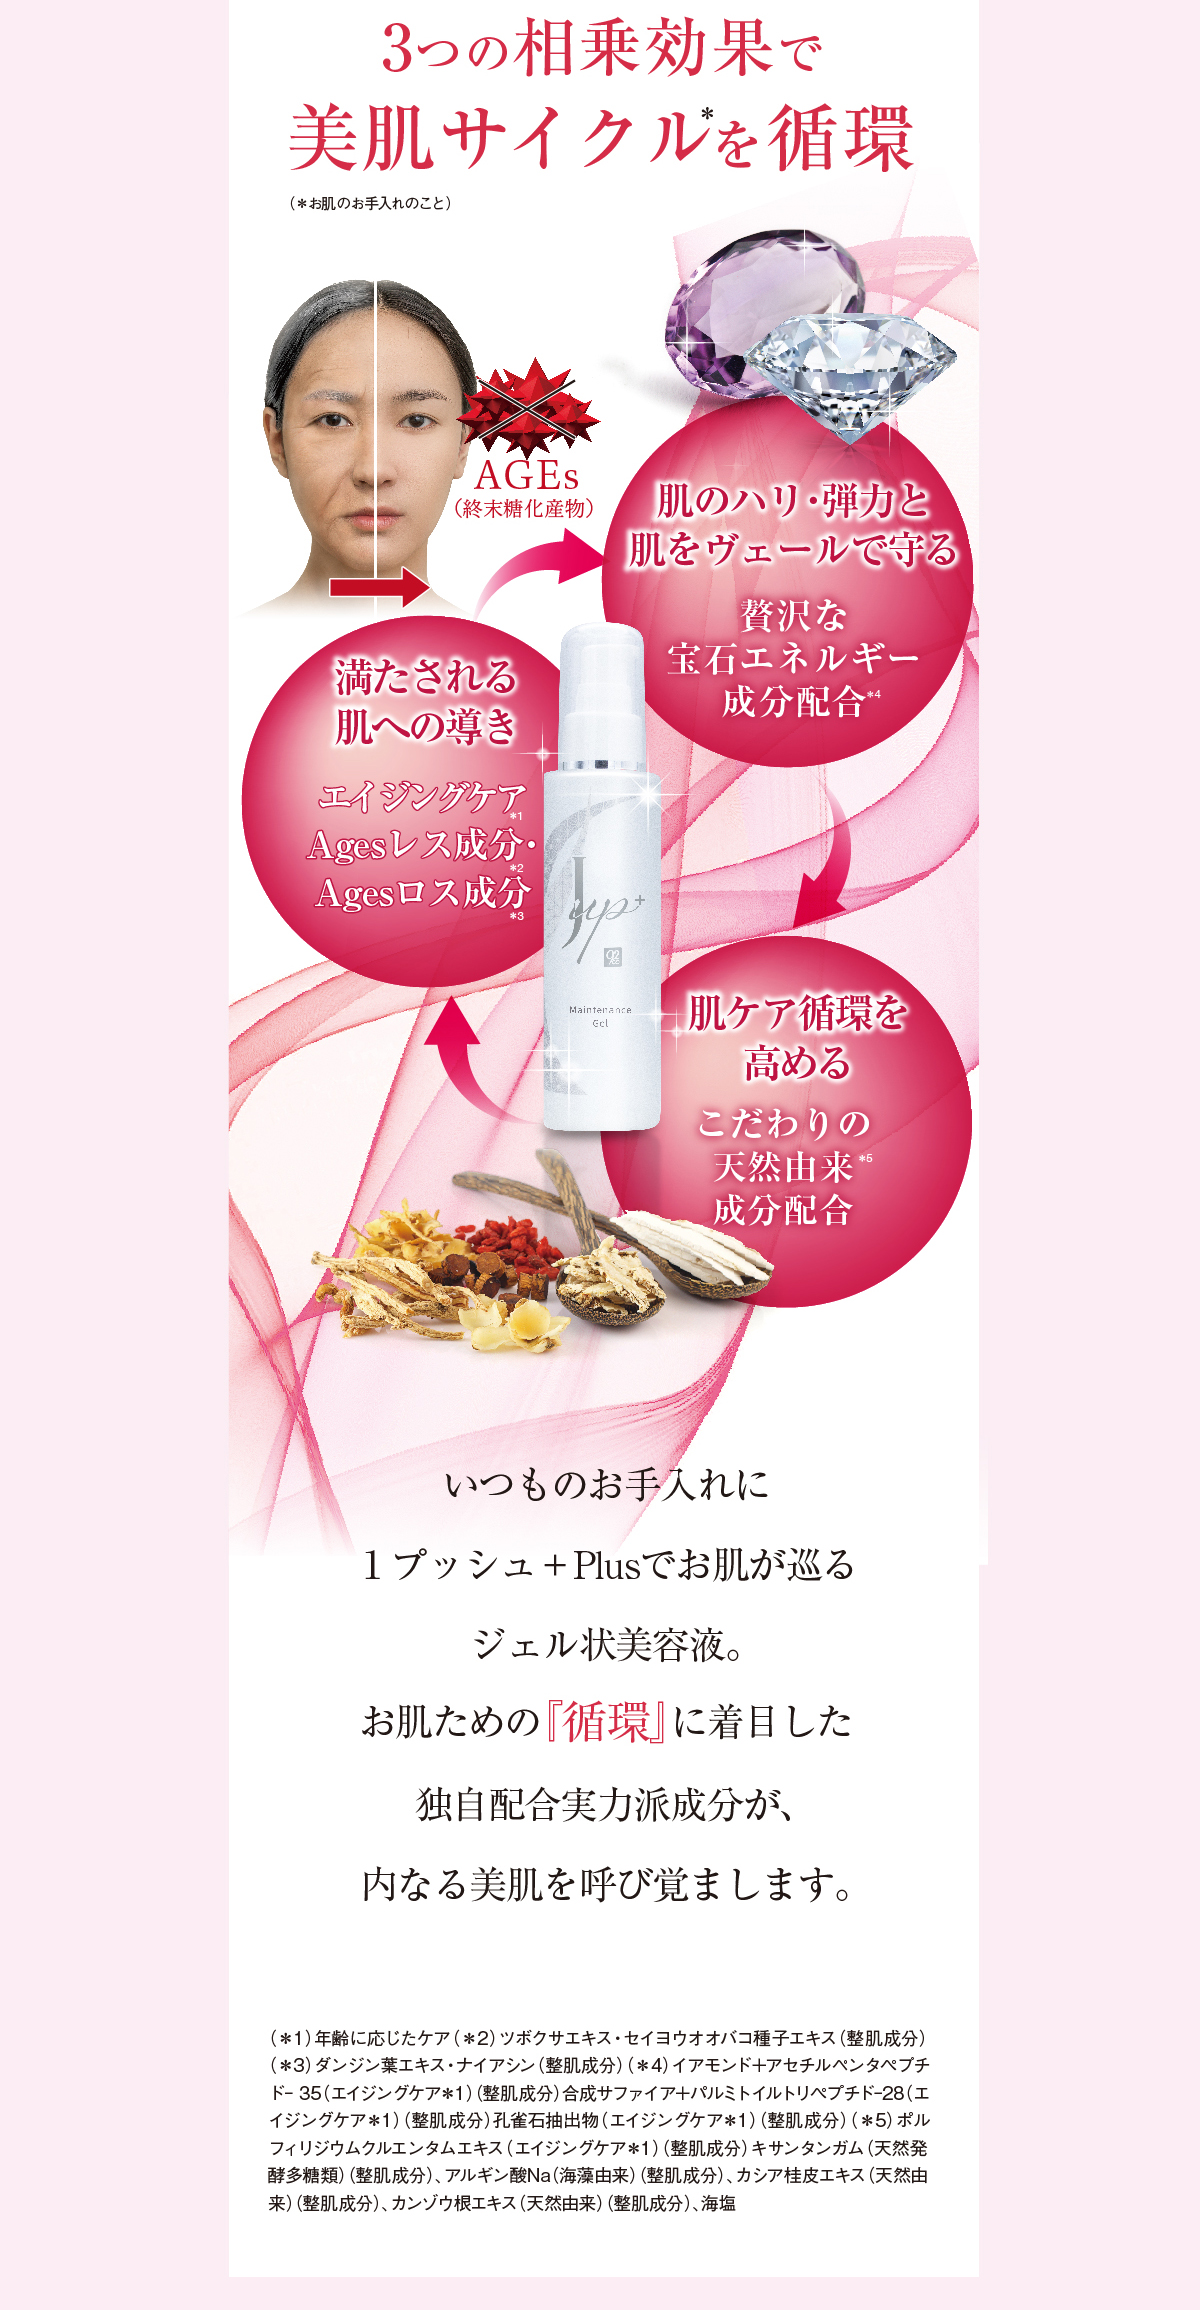 3つの相乗効果で
美肌サイクル*を循環
（＊お肌のお手入れのこと）
AGEs
（終末糖化産物）
肌のハリ・弾力と
肌をヴェールで守る
贅沢な
宝石エネルギー
成分配合*4
満たされる
肌への導き
エイジングケア
*1
Agesレス成分・
*2
Agesロス成分
*3
Jup+
Maintenance
Gel
肌ケア循環を
高める
こだわりの
天然由来*5
成分配合
いつものお手入れに
１プッシュ＋Plusでお肌が巡る
ジェル状美容液。
お肌ための『循環』に着目した
独自配合実力派成分が、
内なる美肌を呼び覚まします。
（＊1）年齢に応じたケア（＊2）ツボクサエキス・セイヨウオオバコ種子エキス（整肌成分）
（＊3）ダンジン葉エキス・ナイアシン（整肌成分）（＊4）イアモンド＋アセチルペンタペプチ
ド- 35（エイジングケア＊1）（整肌成分）合成サファイア＋パルミトイルトリペプチド-28（エ
イジングケア＊1）（整肌成分）孔雀石抽出物（エイジングケア＊1）（整肌成分）（＊5）ポル
フィリジウムクルエンタムエキス（エイジングケア＊1）（整肌成分）キサンタンガム（天然発
酵多糖類）（整肌成分）、アルギン酸Na（海藻由来）（整肌成分）、カシア桂皮エキス（天然由
来）（整肌成分）、カンゾウ根エキス（天然由来）（整肌成分）、海塩